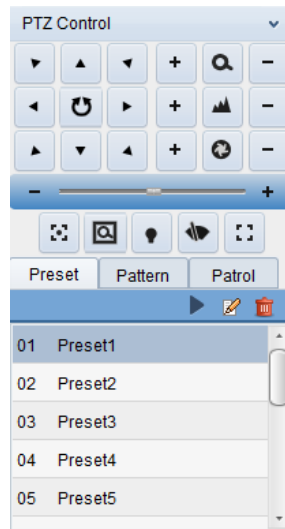 PTZ Control
Preset Pattern Patrol
01 Preset1
02 Preset2
03 Preset3
04 Preset4
05 Preset5